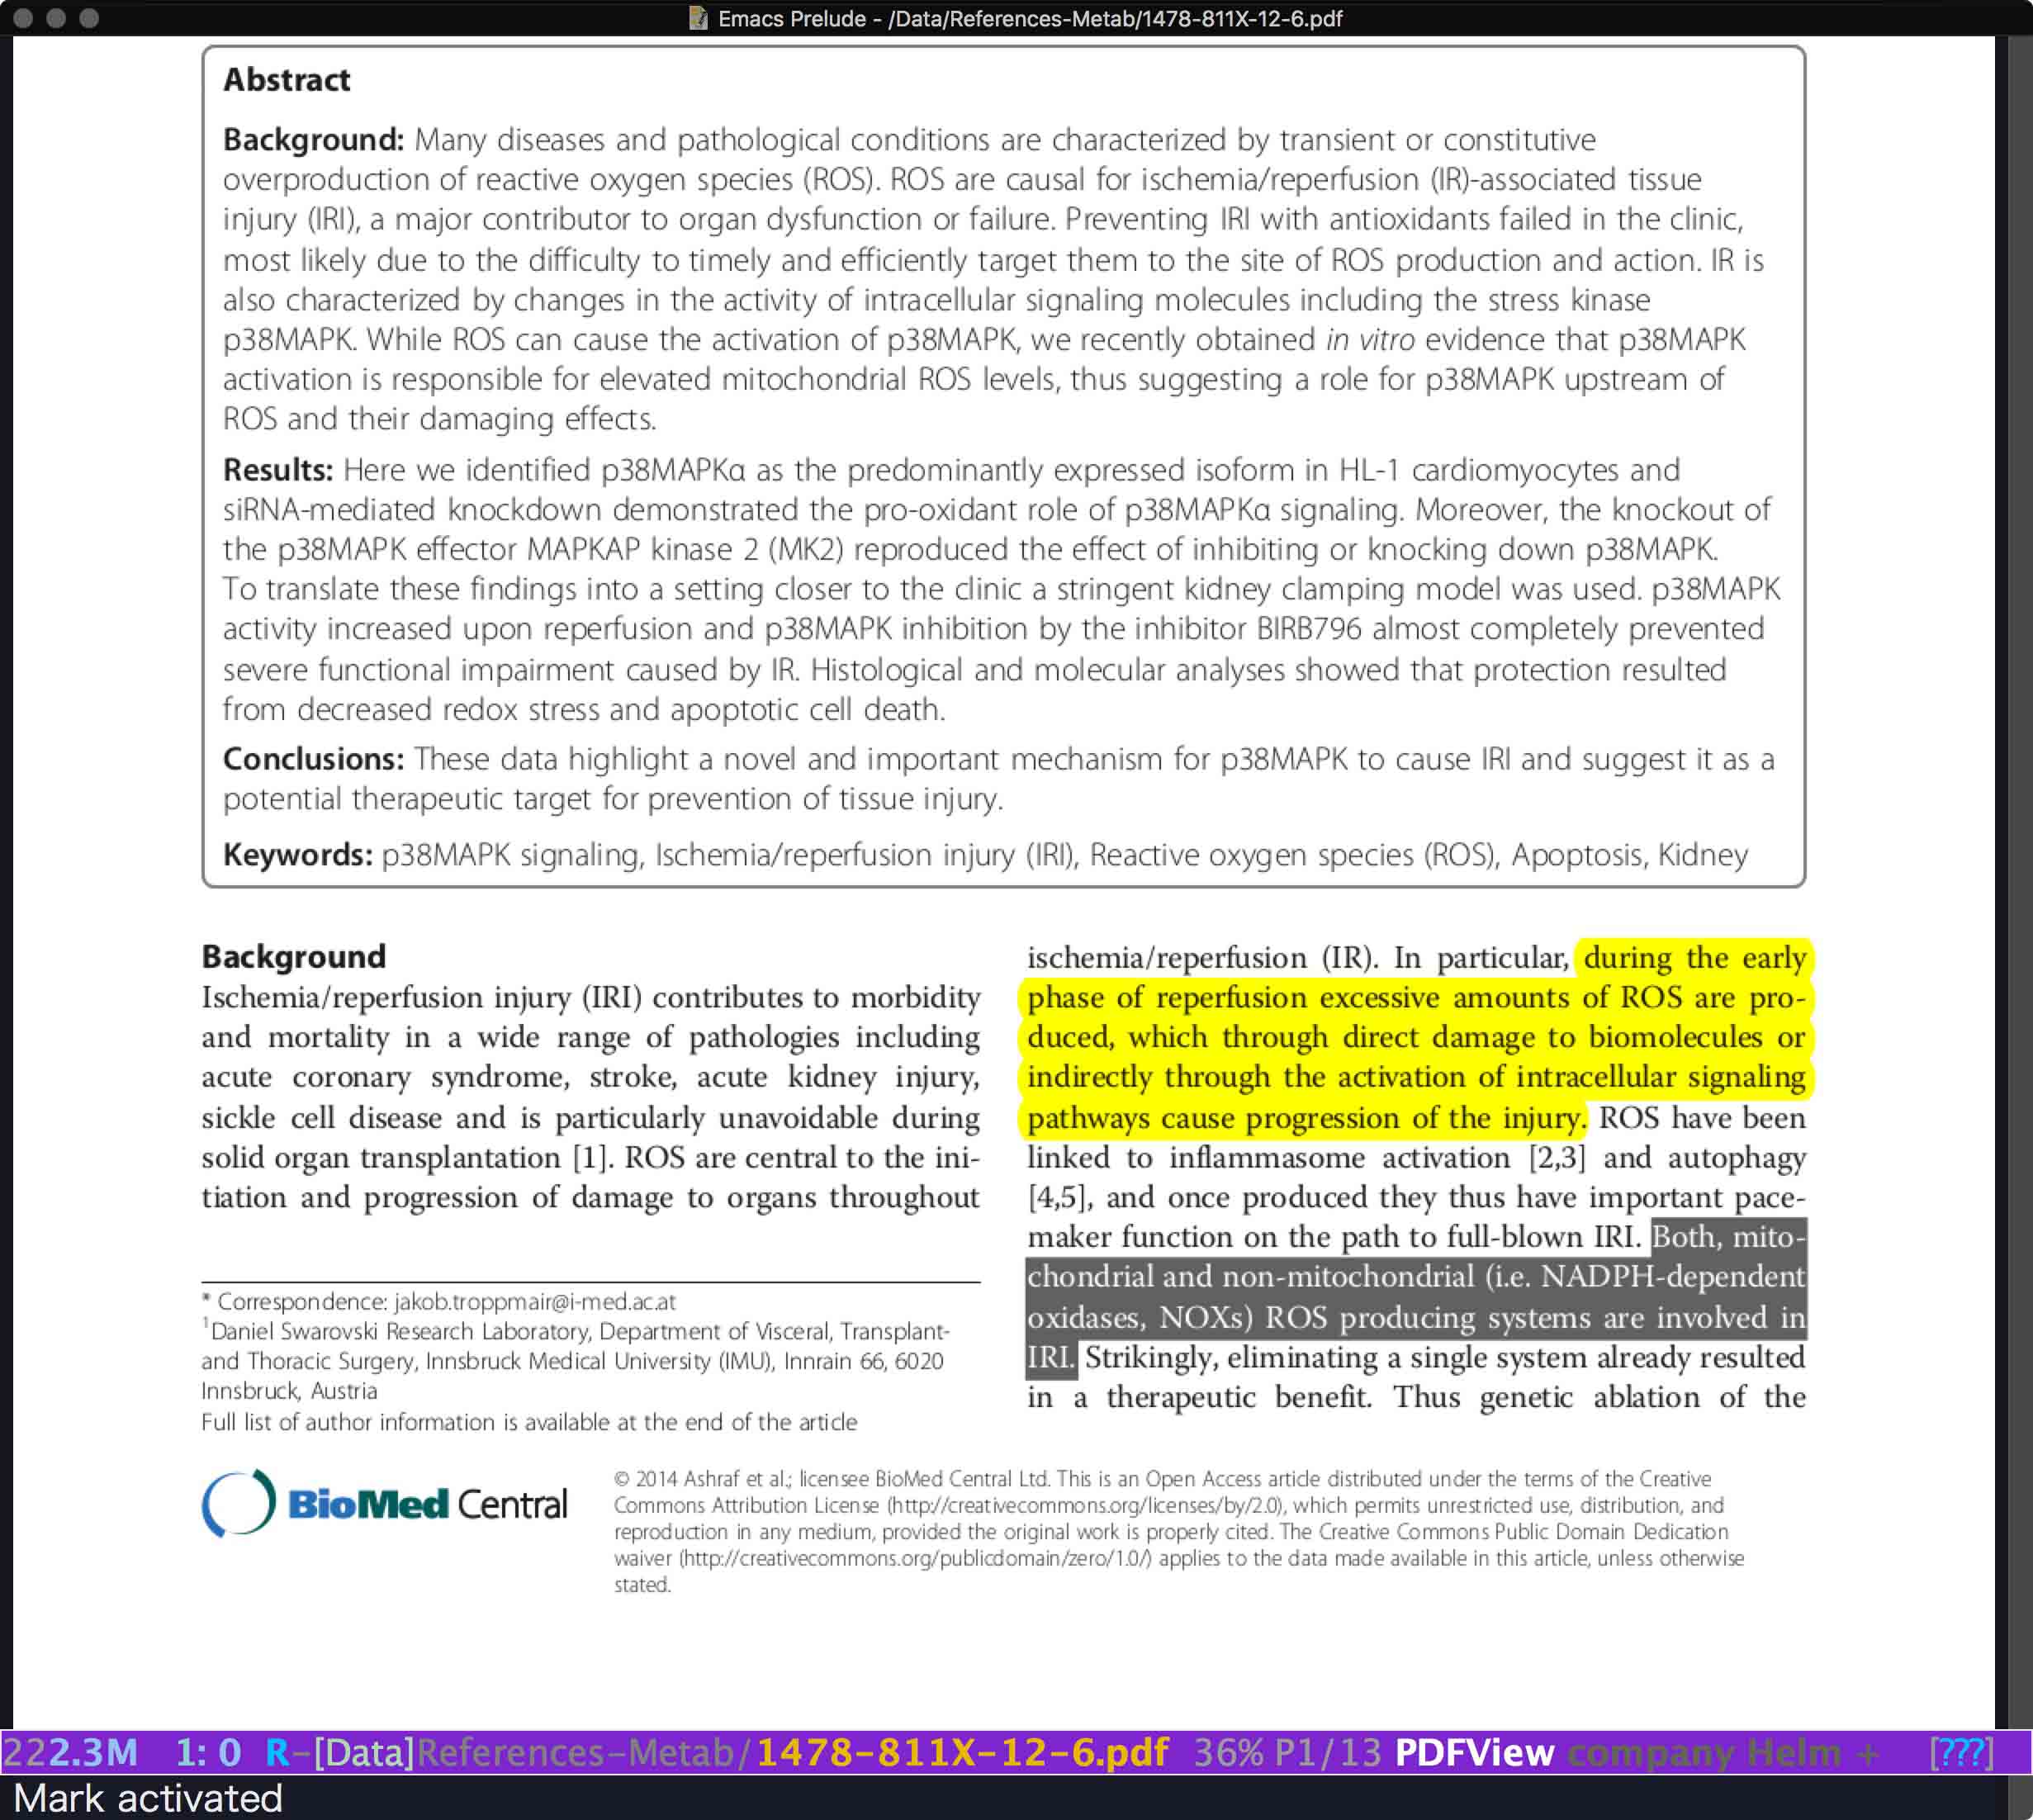 Emacs Prelude - /Data/References-Metab/1478-811X-12-6.pdf
Abstract
Background: Many diseases and pathological conditions are characterized by transient or constitutive
overproduction of reactive oxygen species (ROS). ROS are causal for ischemia/reperfusion (IR)-associated tissue
injury (IRI), a major contributor to organ dysfunction or failure. Preventing IRI with antioxidants failed in the clinic,
most likely due to the difficulty to timely and efficiently target them to the site of ROS production and action. IR is
also characterized by changes in the activity of intracellular signaling molecules including the stress kinase
p38MAPK. While ROS can cause the activation of p38MAPK, we recently obtained in vitro evidence that p38MAPK
activation is responsible for elevated mitochondrial ROS levels, thus suggesting a role for p38MAPK upstream of
ROS and their damaging effects.
Results: Here we identified p38MAPKα as the predominantly expressed isoform in HL-1 cardiomyocytes and
siRNA-mediated knockdown demonstrated the pro-oxidant role of p38MAPKα signaling. Moreover, the knockout of
the p38MAPK effector MAPKAP kinase 2 (MK2) reproduced the effect of inhibiting or knocking down p38MAPK.
To translate these findings into a setting closer to the clinic a stringent kidney clamping model was used. p38MAPK
activity increased upon reperfusion and p38MAPK inhibition by the inhibitor BIRB796 almost completely prevented
severe functional impairment caused by IR. Histological and molecular analyses showed that protection resulted
from decreased redox stress and apoptotic cell death.
Conclusions: These data highlight a novel and important mechanism for p38MAPK to cause IRI and suggest it as a
potential therapeutic target for prevention of tissue injury.
Keywords: p38MAPK signaling, Ischemia/reperfusion injury (IRI), Reactive oxygen species (ROS), Apoptosis, Kidney
Background
Ischemia/reperfusion injury (IRI) contributes to morbidity
and mortality in a wide range of pathologies including
acute coronary syndrome, stroke, acute kidney injury,
sickle cell disease and is particularly unavoidable during
solid organ transplantation [1]. ROS are central to the ini-
tiation and progression of damage to organs throughout
ischemia/reperfusion (IR). In particular, during the early
phase of reperfusion excessive amounts of ROS are pro-
duced, which through direct damage to biomolecules or
indirectly through the activation of intracellular signaling
pathways cause progression of the injury. ROS have been
linked to inflammasome activation [2,3] and autophagy
[4,5], and once produced they thus have important pace-
maker function on the path to full-blown IRI. Both, mito-
chondrial and non-mitochondrial (i.e. NADPH-dependent
oxidases, NOXs) ROS producing systems are involved in
IRI. Strikingly, eliminating a single system already resulted
in a therapeutic benefit. Thus genetic ablation of the
* Correspondence: jakob.troppmair@i-med.ac.at
1Daniel Swarovski Research Laboratory, Department of Visceral, Transplant-
and Thoracic Surgery, Innsbruck Medical University (IMU), Innrain 66, 6020
Innsbruck, Austria
Full list of author information is available at the end of the article
BioMed Central
© 2014 Ashraf et al.; licensee BioMed Central Ltd. This is an Open Access article distributed under the terms of the Creative
Commons Attribution License (http://creativecommons.org/licenses/by/2.0), which permits unrestricted use, distribution, and
reproduction in any medium, provided the original work is properly cited. The Creative Commons Public Domain Dedication
waiver (http://creativecommons.org/publicdomain/zero/1.0/) applies to the data made available in this article, unless otherwise
stated.
222.3M 1: 0 R-[Data]References-Metab/1478-811X-12-6.pdf 36% P1/13 PDFView company Helm + [???]
Mark activated